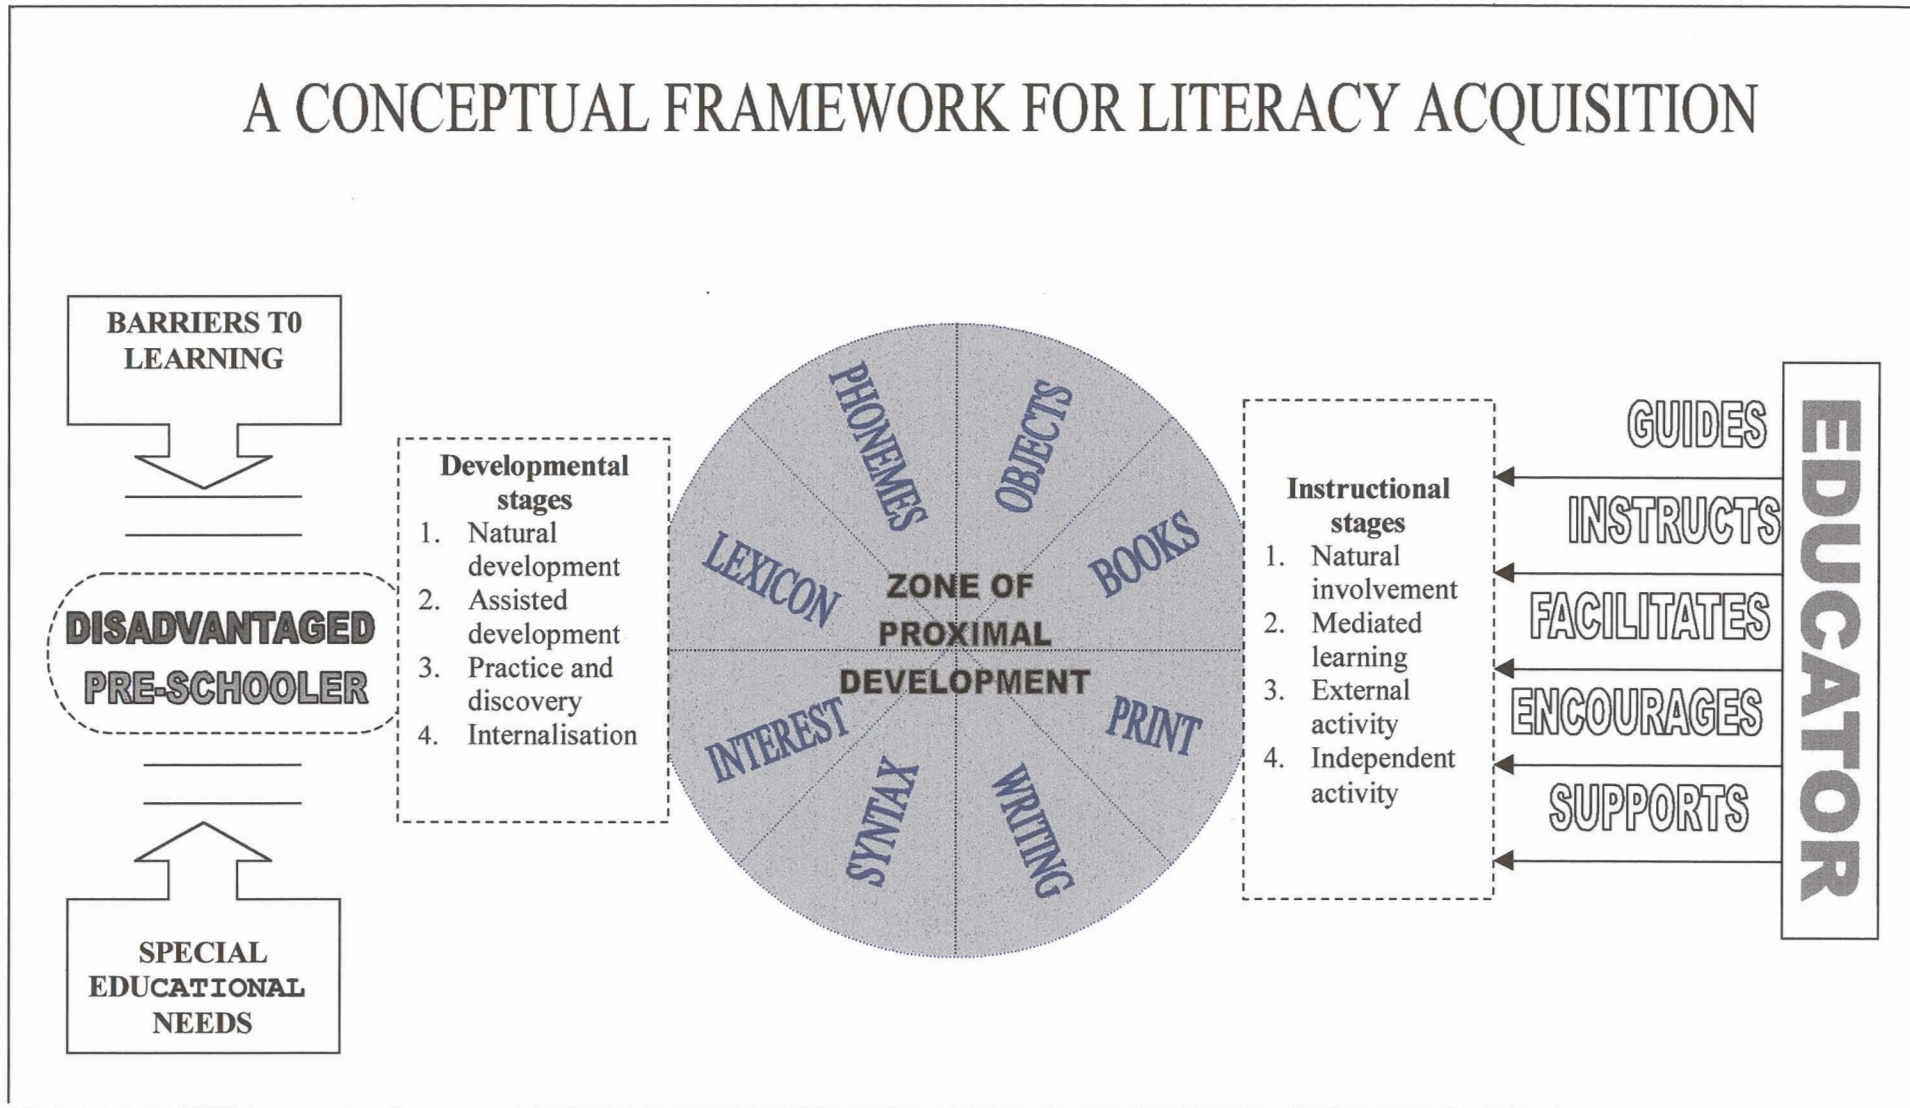 A CONCEPTUAL FRAMEWORK FOR LITERACY ACQUISITION
BARRIERS T0
LEARNING
DISADVANTAGED
PRE-SCHOOLER
SPECIAL
EDUCATIONAL
NEEDS
Developmental
stages
1. Natural
development
2. Assisted
development
3. Practice and
discovery
4. Internalisation
PHONEMES
OBJECTS
LEXICON
BOOKS
ZONE OF
PROXIMAL
DEVELOPMENT
INTEREST
PRINT
SYNTAX
WRITING
Instructional
stages
1. Natural
involvement
2. Mediated
learning
3. External
activity
4. Independent
activity
GUIDES
INSTRUCTS
FACILITATES
ENCOURAGES
SUPPORTS
EDUCATOR